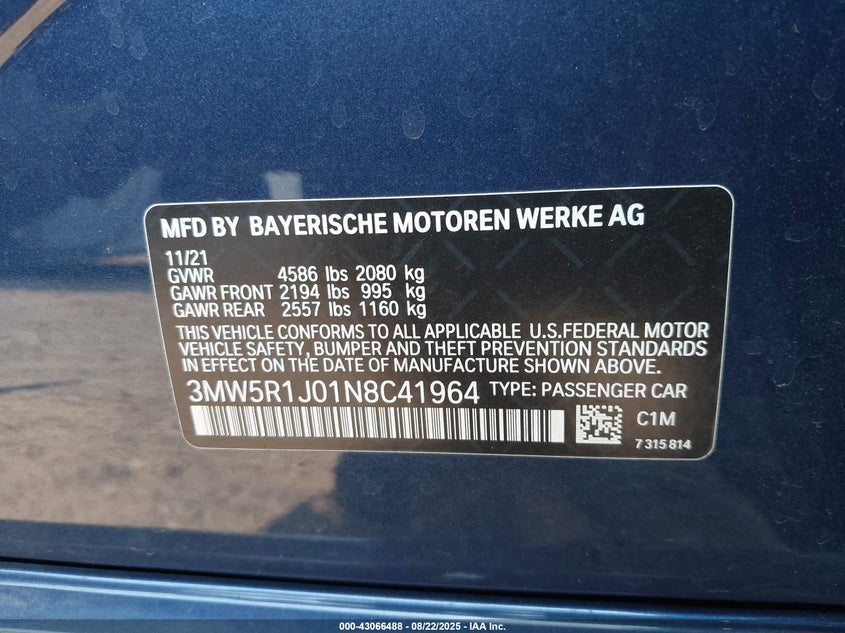 MFD BY BAYERISCHE MOTOREN WERKE AG
11/21
GVWR 4586 lbs 2080 kg
GAWR FRONT 2194 lbs 995 kg
GAWR REAR 2557 lbs 1160 kg
THIS VEHICLE CONFORMS TO ALL APPLICABLE U.S.FEDERAL MOTOR
VEHICLE SAFETY, BUMPER AND THEFT PREVENTION STANDARDS
IN EFFECT ON THE DATE OF MANUFACTURE SHOWN ABOVE.
3MW5R1J01N8C41964 TYPE: PASSENGER CAR
C1M
7315814
000-43066488 - 08/22/2025 - IAA Inc.